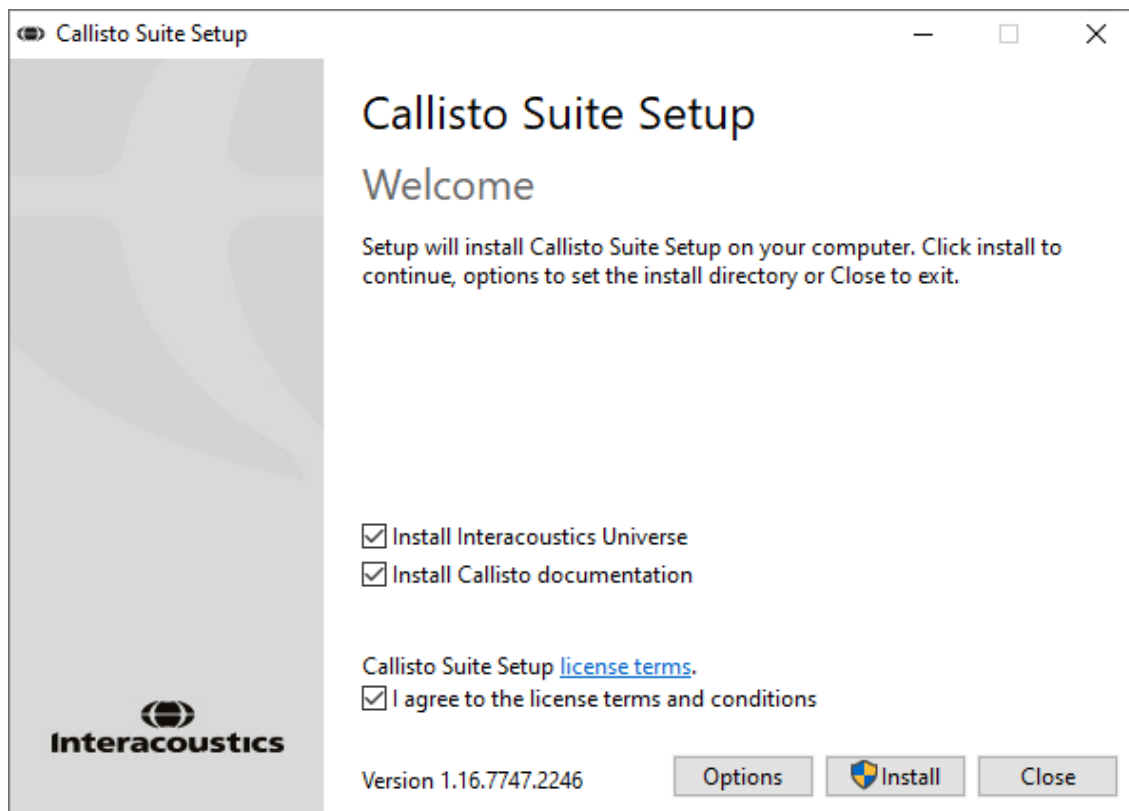 Callisto Suite Setup
Callisto Suite Setup
Welcome
Setup will install Callisto Suite Setup on your computer. Click install to
continue, options to set the install directory or Close to exit.
Install Interacoustics Universe
Install Callisto documentation
Callisto Suite Setup license terms.
I agree to the license terms and conditions
Interacoustics
Version 1.16.7747.2246
Options
Install
Close